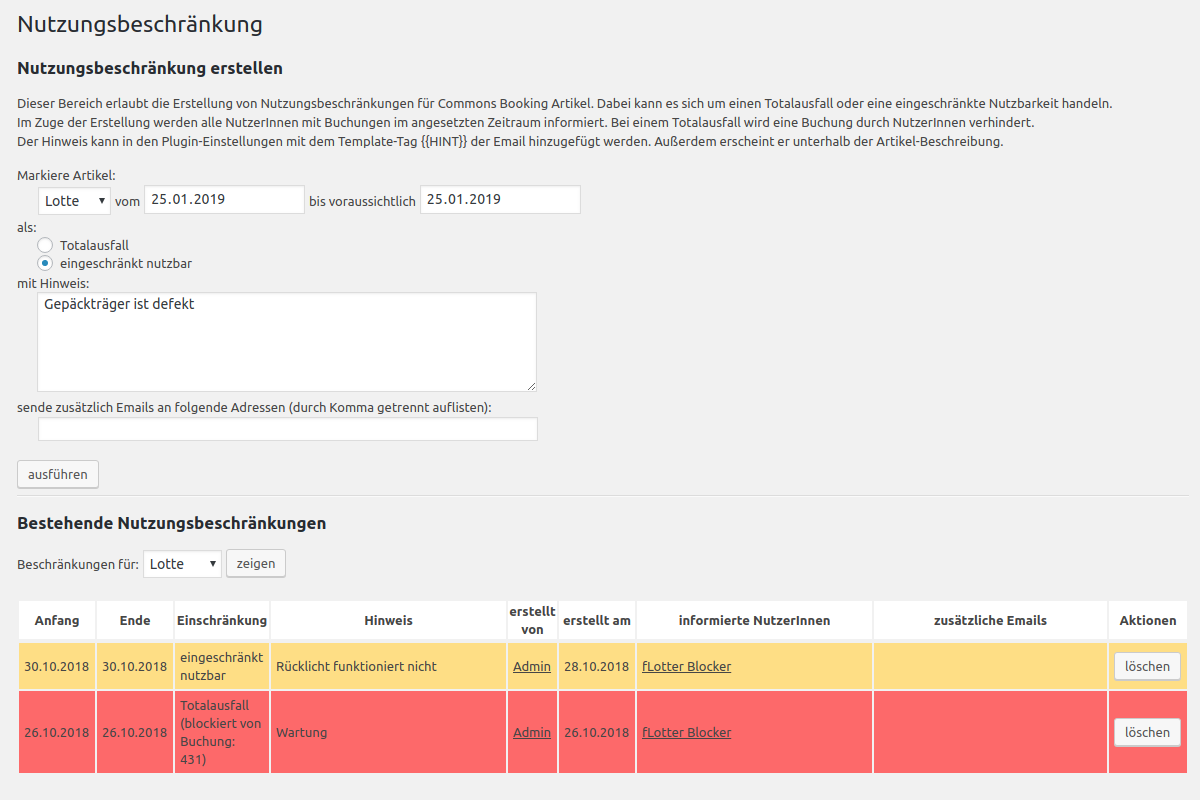 Nutzungsbeschränkung
Nutzungsbeschränkung erstellen
Dieser Bereich erlaubt die Erstellung von Nutzungsbeschränkungen für Commons Booking Artikel. Dabei kann es sich um einen Totalausfall oder eine eingeschränkte Nutzbarkeit handeln.
Im Zuge der Erstellung werden alle NutzerInnen mit Buchungen im angesetzten Zeitraum informiert. Bei einem Totalausfall wird eine Buchung durch NutzerInnen verhindert.
Der Hinweis kann in den Plugin-Einstellungen mit dem Template-Tag {{HINT}} der Email hinzugefügt werden. Außerdem erscheint er unterhalb der Artikel-Beschreibung.
Markiere Artikel:
Lotte vom 25.01.2019 bis voraussichtlich 25.01.2019
als:
Totalausfall
eingeschränkt nutzbar
mit Hinweis:
Gepäckträger ist defekt
sende zusätzlich Emails an folgende Adressen (durch Komma getrennt auflisten):
ausführen
Bestehende Nutzungsbeschränkungen
Beschränkungen für: Lotte zeigen
Anfang Ende Einschränkung Hinweis erstellt von erstellt am informierte NutzerInnen zusätzliche Emails Aktionen
30.10.2018 30.10.2018 eingeschränkt nutzbar Rücklicht funktioniert nicht Admin 28.10.2018 fLotter Blocker löschen
26.10.2018 26.10.2018 Totalausfall (blockiert von Buchung: 431) Wartung Admin 26.10.2018 fLotter Blocker löschen